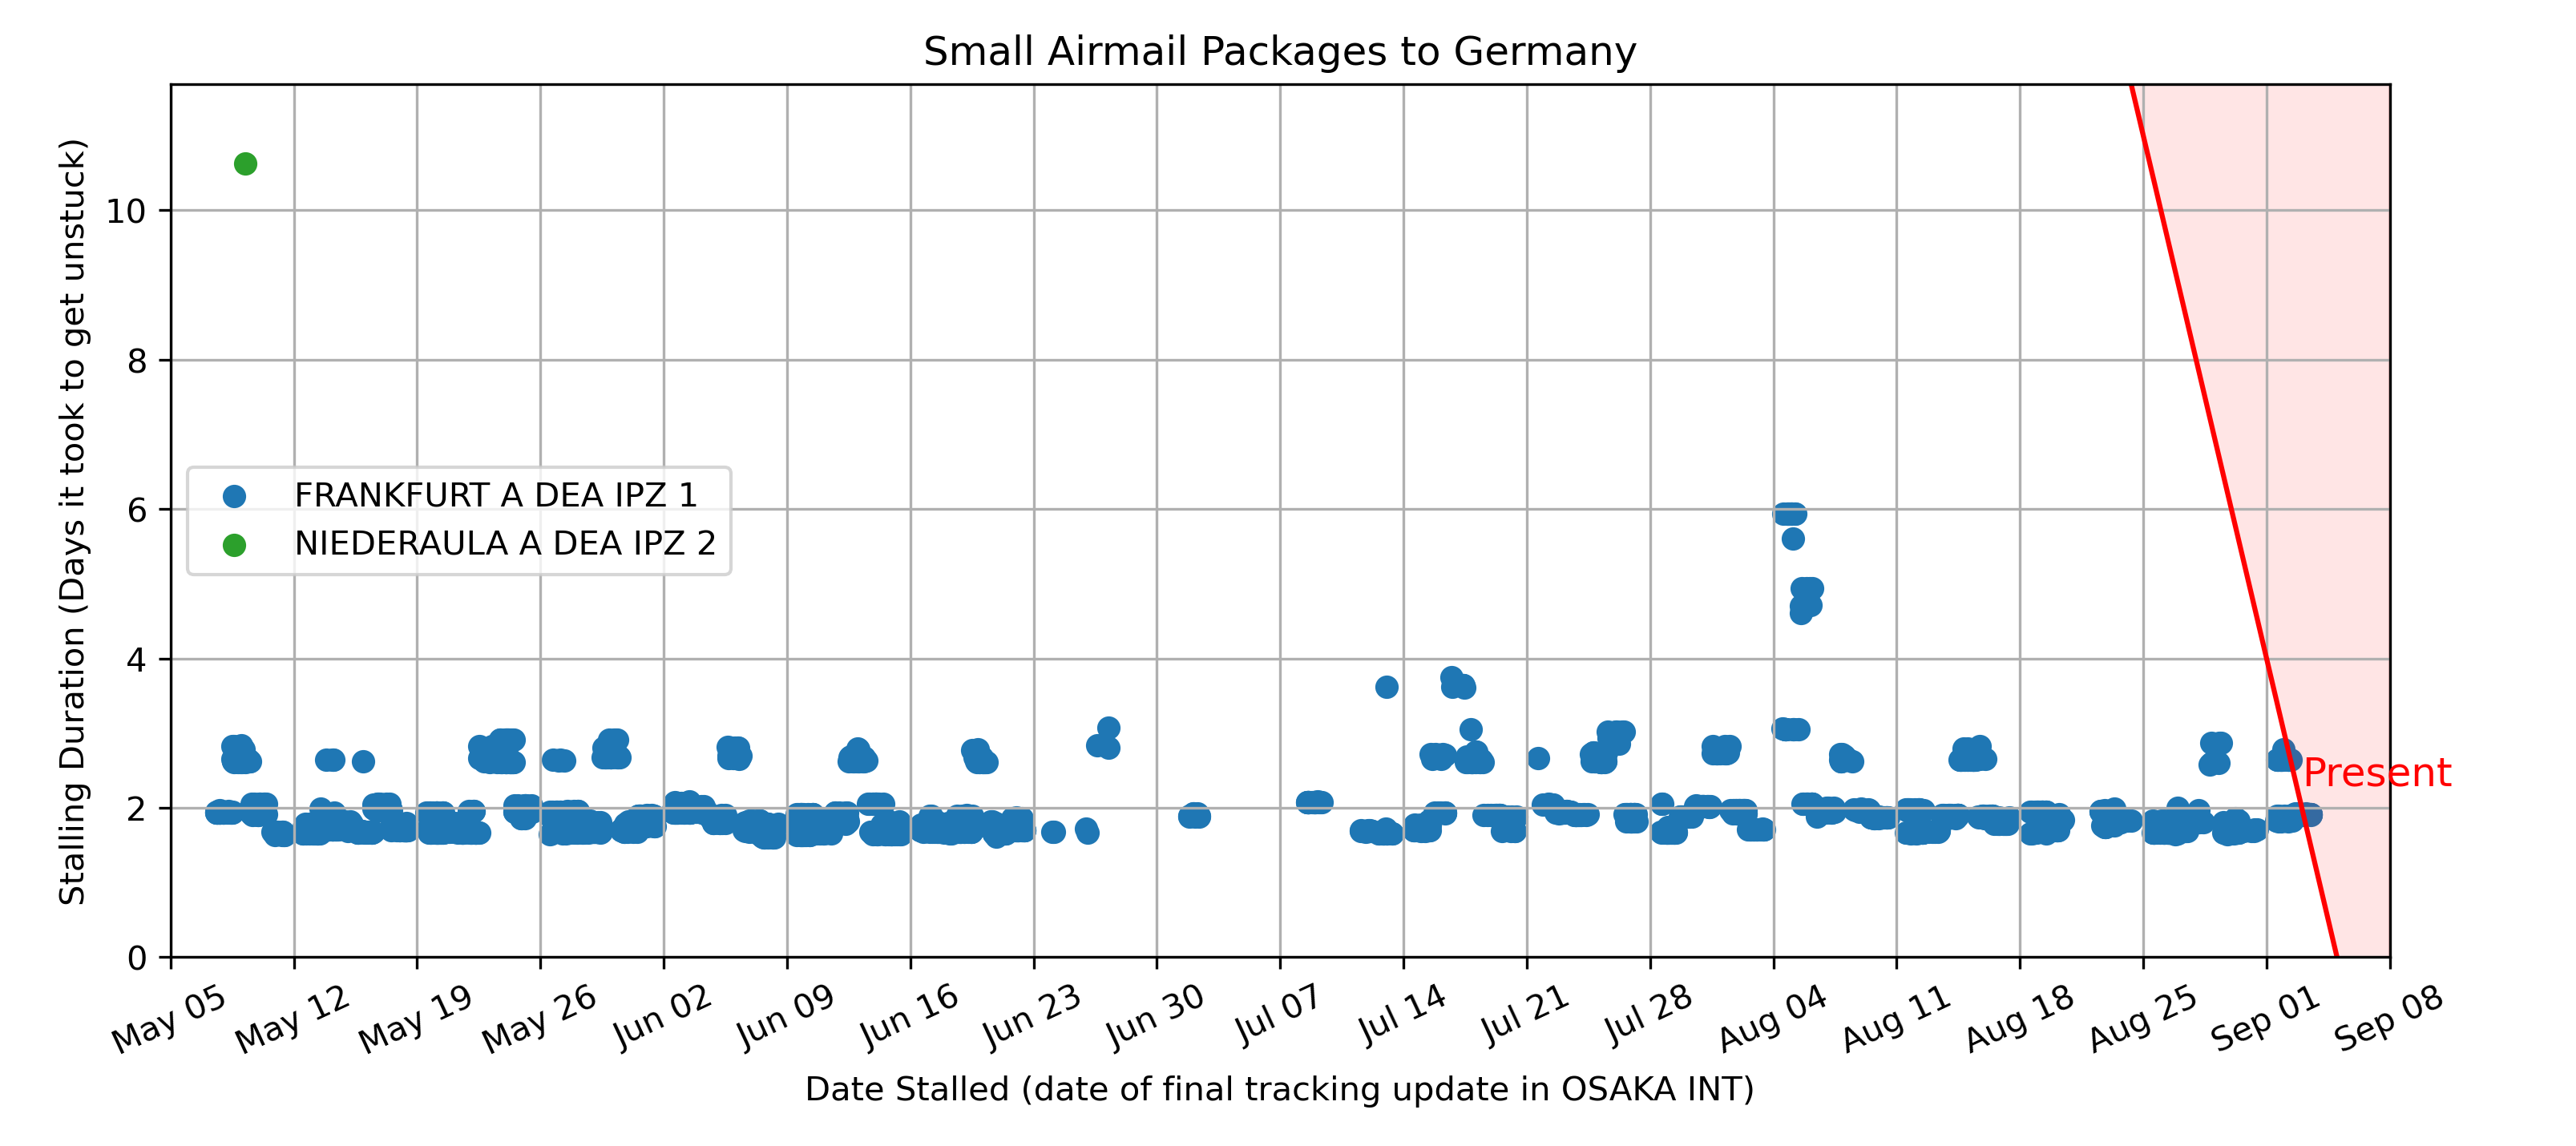 Small Airmail Packages to Germany
Stalling Duration (Days it took to get unstuck)
10
8
6
4
2
0
FRANKFURT A DEA IPZ 1
NIEDERAULA A DEA IPZ 2
Present
May 05
May 12
May 19
May 26
Jun 02
Jun 09
Jun 16
Jun 23
Jun 30
Jul 07
Jul 14
Jul 21
Jul 28
Aug 04
Aug 11
Aug 18
Aug 25
Sep 01
Sep 08
Date Stalled (date of final tracking update in OSAKA INT)